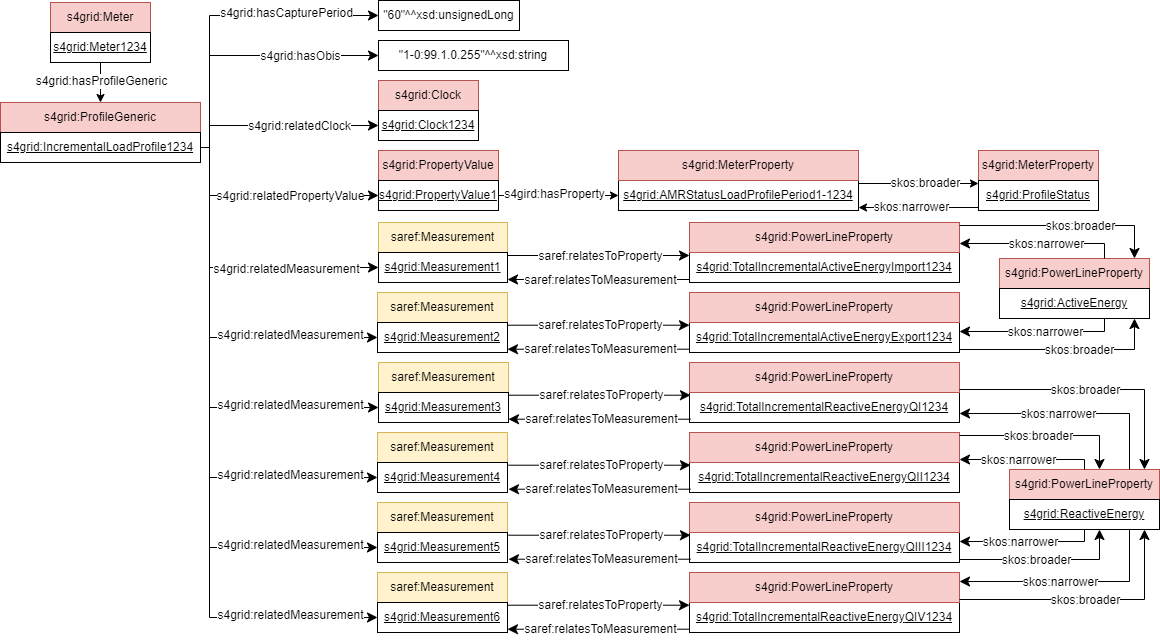 s4grid:Meter
s4grid:Meter1234
s4grid:hasProfileGeneric
s4grid:ProfileGeneric
s4grid:IncrementalLoadProfile1234
s4grid:hasCapturePeriod
"60"^^xsd:unsignedLong
s4grid:hasObis
"1-0:99.1.0.255"^^xsd:string
s4grid:relatedClock
s4grid:Clock
s4grid:Clock1234
s4grid:relatedPropertyValue
s4grid:PropertyValue
s4grid:PropertyValue1
s4gird:hasProperty
s4grid:MeterProperty
s4grid:AMRStatusLoadProfilePeriod1-1234
skos:broader
skos:narrower
s4grid:MeterProperty
s4grid:ProfileStatus
s4grid:relatedMeasurement
saref:Measurement
s4grid:Measurement1
saref:relatesToProperty
saref:relatesToMeasurement
s4grid:PowerLineProperty
s4grid:TotalIncrementalActiveEnergyImport1234
skos:broader
skos:narrower
s4grid:PowerLineProperty
s4grid:ActiveEnergy
s4grid:relatedMeasurement
saref:Measurement
s4grid:Measurement2
saref:relatesToProperty
saref:relatesToMeasurement
s4grid:PowerLineProperty
s4grid:TotalIncrementalActiveEnergyExport1234
skos:narrower
skos:broader
s4grid:relatedMeasurement
saref:Measurement
s4grid:Measurement3
saref:relatesToProperty
saref:relatesToMeasurement
s4grid:PowerLineProperty
s4grid:TotalIncrementalReactiveEnergyQI1234
skos:broader
skos:narrower
s4grid:relatedMeasurement
saref:Measurement
s4grid:Measurement4
saref:relatesToProperty
saref:relatesToMeasurement
s4grid:PowerLineProperty
s4grid:TotalIncrementalReactiveEnergyQII1234
skos:broader
skos:narrower
s4grid:PowerLineProperty
s4grid:ReactiveEnergy
s4grid:relatedMeasurement
saref:Measurement
s4grid:Measurement5
saref:relatesToProperty
saref:relatesToMeasurement
s4grid:PowerLineProperty
s4grid:TotalIncrementalReactiveEnergyQIII1234
skos:narrower
skos:broader
s4grid:relatedMeasurement
saref:Measurement
s4grid:Measurement6
saref:relatesToProperty
saref:relatesToMeasurement
s4grid:PowerLineProperty
s4grid:TotalIncrementalReactiveEnergyQIV1234
skos:narrower
skos:broader